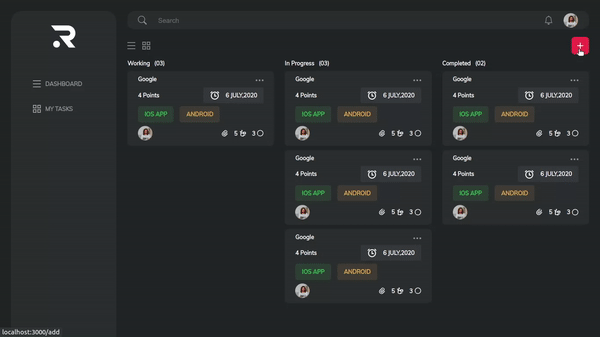 Search
DASHBOARD
MY TASKS
Working (03)
Google
4 Points
6 JULY,2020
IOS APP
ANDROID
5 3
In Progress (03)
Google
4 Points
6 JULY,2020
IOS APP
ANDROID
5 3
Google
4 Points
6 JULY,2020
IOS APP
ANDROID
5 3
Google
4 Points
6 JULY,2020
IOS APP
ANDROID
5 3
Completed (02)
Google
4 Points
6 JULY,2020
IOS APP
ANDROID
5 3
Google
4 Points
6 JULY,2020
IOS APP
ANDROID
5 3
localhost:3000/add